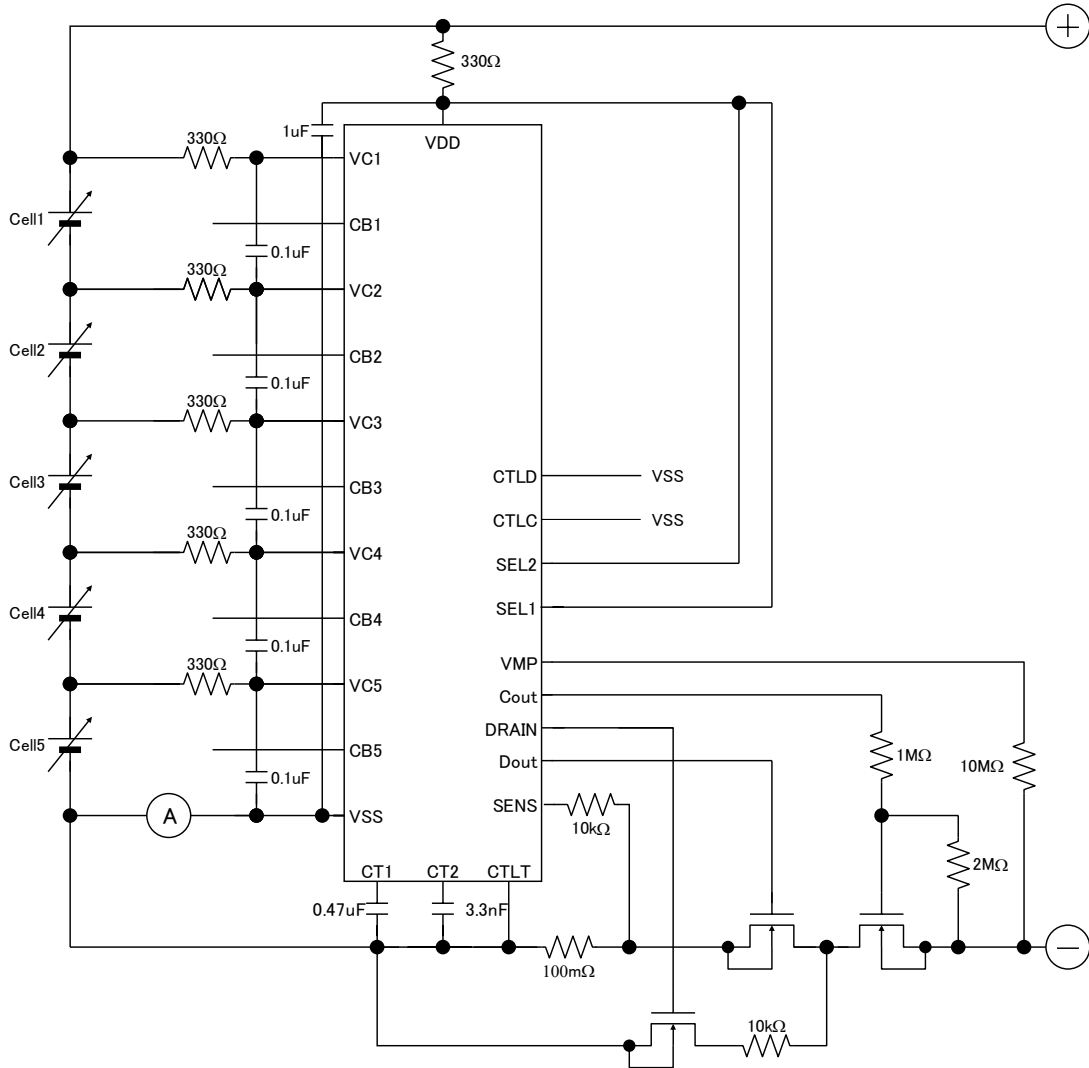 +
330Ω
1uF
VDD
330Ω
VC1
Cell1
CB1
0.1uF
330Ω
VC2
Cell2
CB2
0.1uF
330Ω
VC3
Cell3
CB3
0.1uF
CTLD VSS
CTLC VSS
330Ω
VC4
SEL2
Cell4
CB4
SEL1
0.1uF
330Ω
VC5
VMP
Cout
DRAIN
Cell5
CB5
Dout
1MΩ
10MΩ
0.1uF
SENS
10kΩ
A
VSS
2MΩ
CT1 CT2 CTLT
0.47uF 3.3nF
100mΩ
−
10kΩ